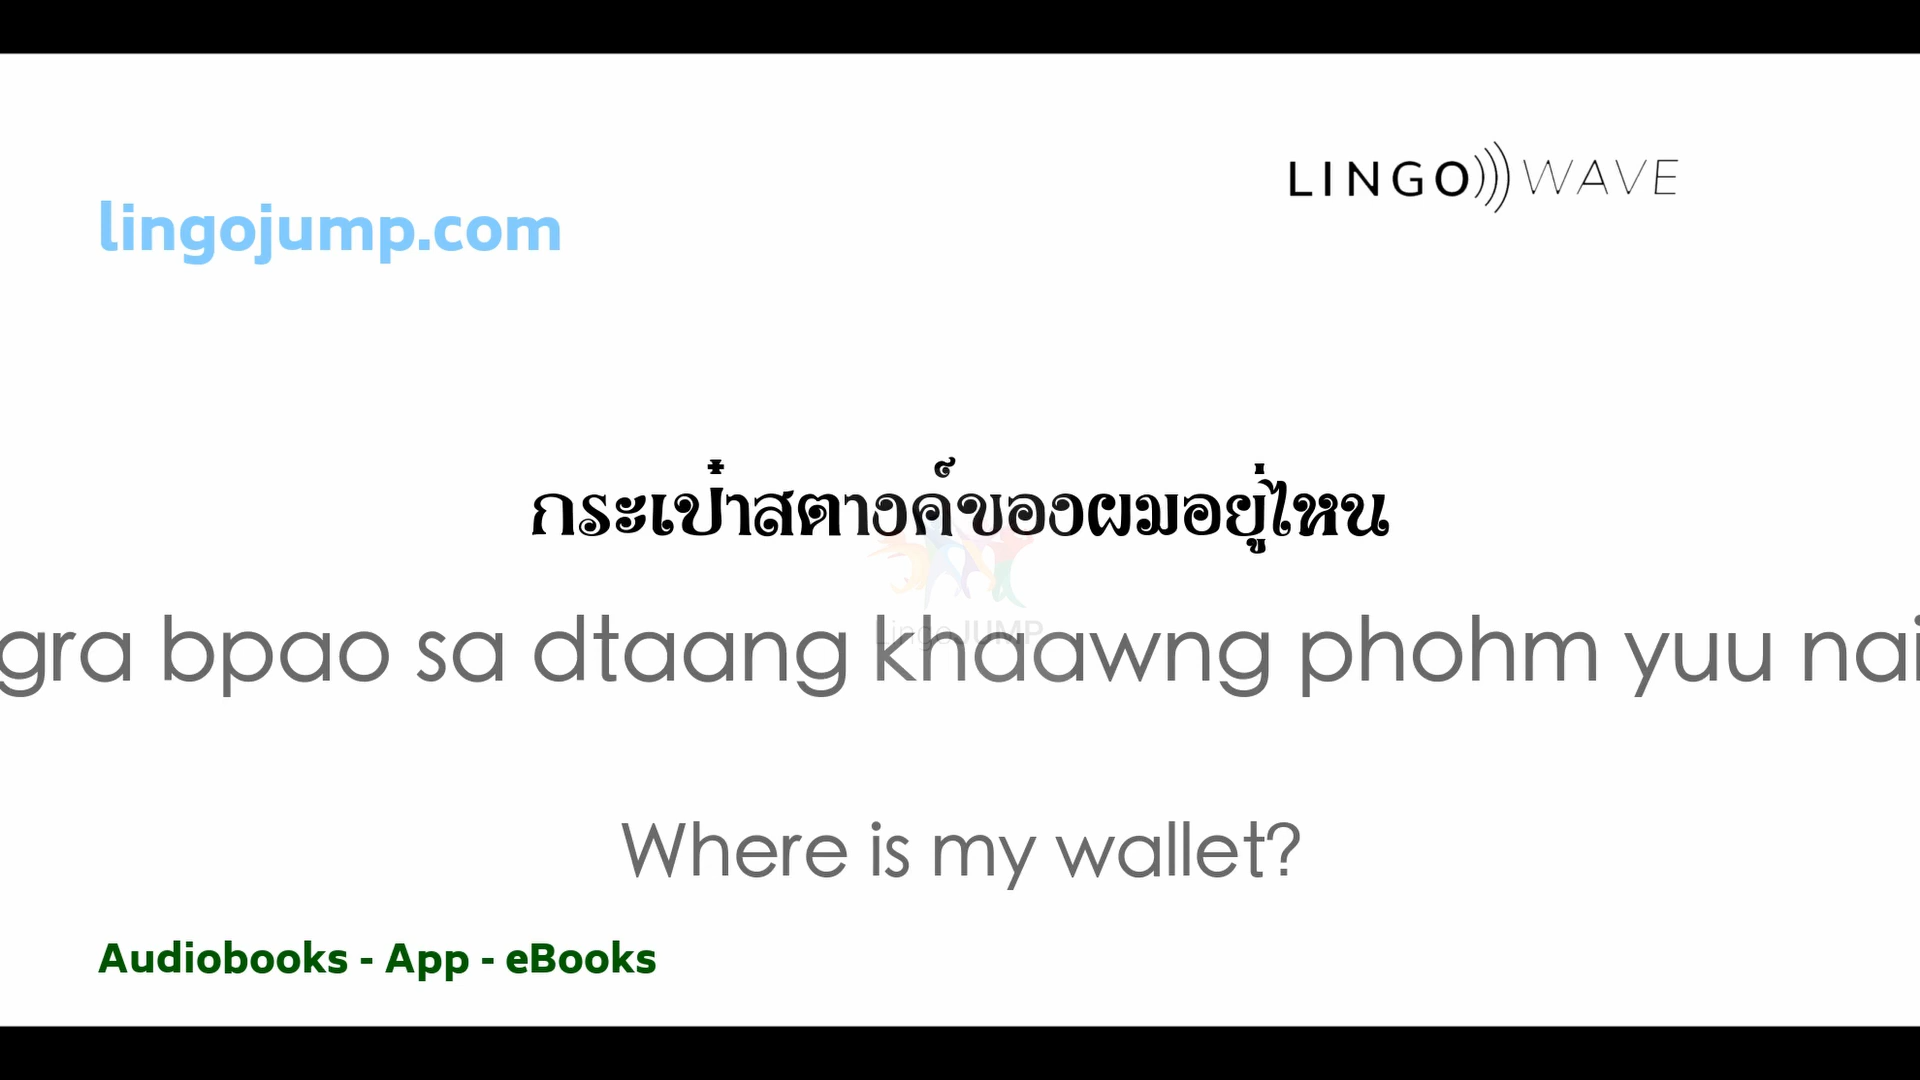 LINGO WAVE
lingojump.com
กระเป๋าสตางค์ของผมอยู่ไหน
gra bpao sa dtaang khaawng phohm yuu nai
Lingo JUMP
Where is my wallet?
Audiobooks - App - eBooks